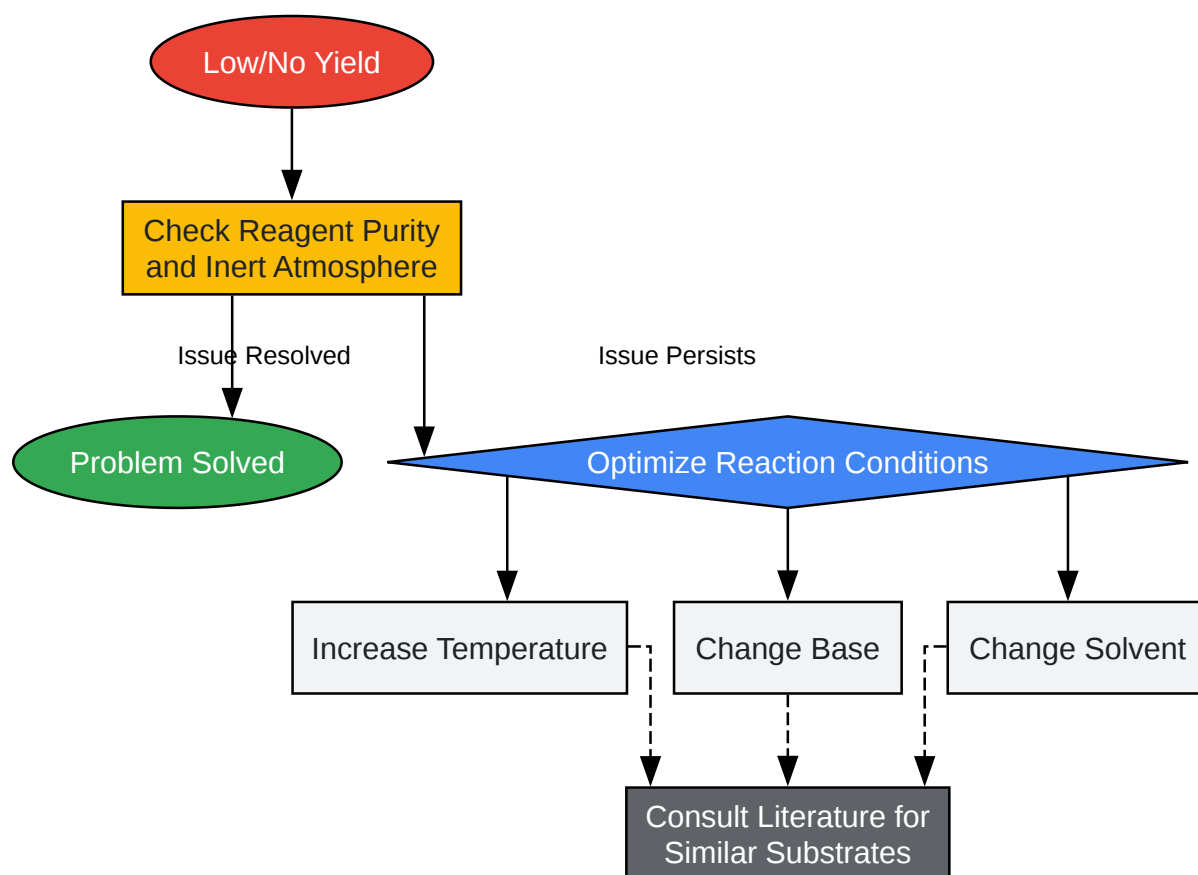 Low/No Yield
Check Reagent Purity
and Inert Atmosphere
Issue Resolved
Issue Persists
Problem Solved
Optimize Reaction Conditions
Increase Temperature
Change Base
Change Solvent
Consult Literature for
Similar Substrates